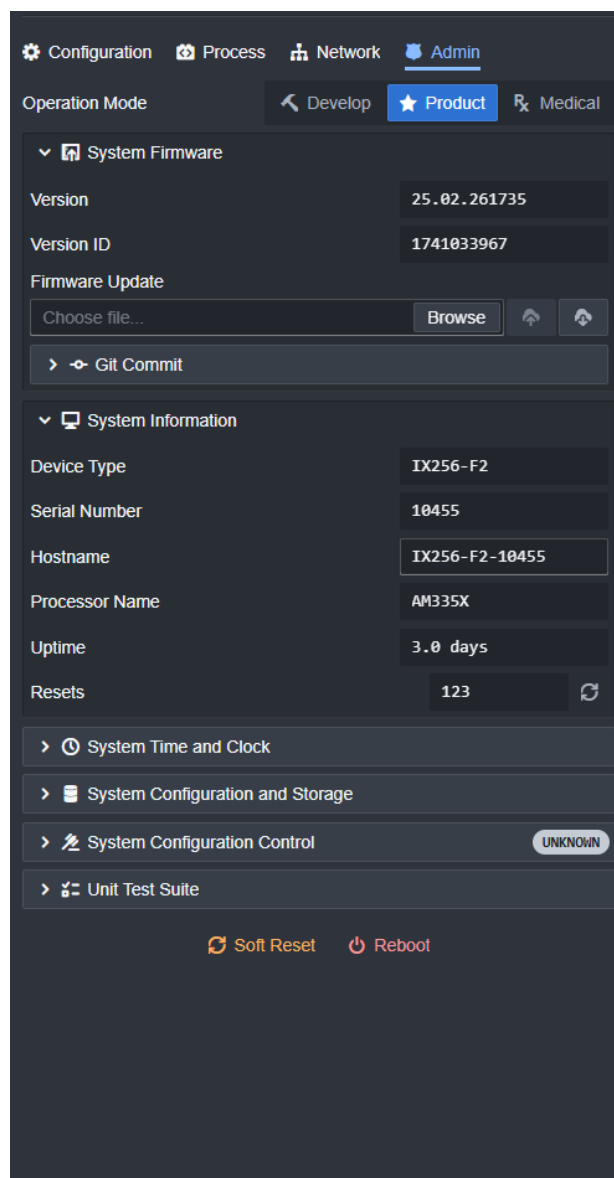 Configuration Process Network Admin
Operation Mode Develop Product Medical
System Firmware
Version 25.02.261735
Version ID 1741033967
Firmware Update
Choose file... Browse
Git Commit
System Information
Device Type IX256-F2
Serial Number 10455
Hostname IX256-F2-10455
Processor Name AM335X
Uptime 3.0 days
Resets 123
System Time and Clock
System Configuration and Storage
System Configuration Control UNKNOWN
Unit Test Suite
Soft Reset Reboot